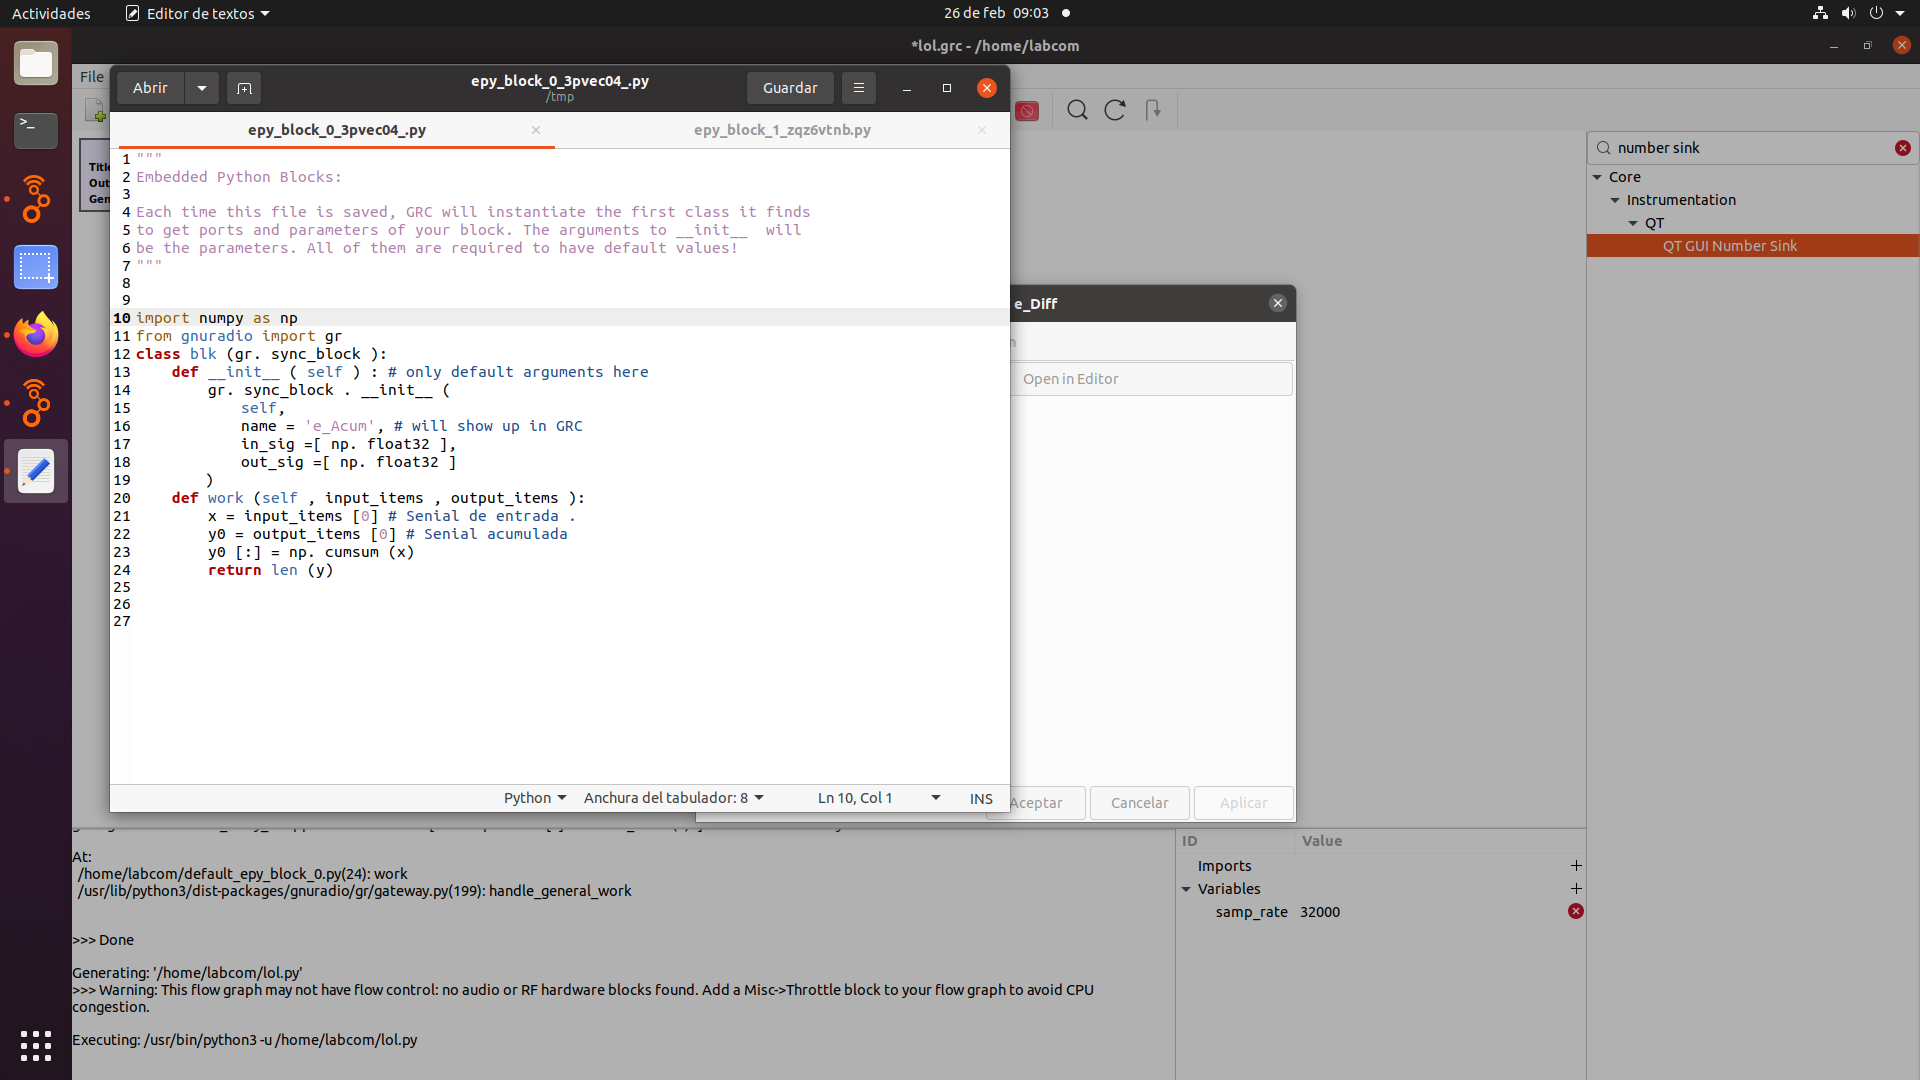 Actividades
Editor de textos
26 de feb 09:03
*lol.grc - /home/labcom
File
Abrir
epy_block_0_3pvec04_.py
/tmp
Guardar
epy_block_0_3pvec04_.py
epy_block_1_zqz6vtnb.py
number sink
Title
Out
Gen
1 """
2 Embedded Python Blocks:
3
4 Each time this file is saved, GRC will instantiate the first class it finds
5 to get ports and parameters of your block. The arguments to __init__  will
6 be the parameters. All of them are required to have default values!
7 """
8
9
10 import numpy as np
11 from gnuradio import gr
12 class blk (gr. sync_block ):
13     def __init__ ( self ) : # only default arguments here
14         gr. sync_block . __init__ (
15             self,
16             name = 'e_Acum', # will show up in GRC
17             in_sig =[ np. float32 ],
18             out_sig =[ np. float32 ]
19         )
20     def work (self , input_items , output_items ):
21         x = input_items [0] # Senial de entrada .
22         y0 = output_items [0] # Senial acumulada
23         y0 [:] = np. cumsum (x)
24         return len (y)
25
26
27
Python
Anchura del tabulador: 8
Ln 10, Col 1
INS
Core
Instrumentation
QT
QT GUI Number Sink
e_Diff
Open in Editor
Aceptar
Cancelar
Aplicar
At:
/home/labcom/default_epy_block_0.py(24): work
/usr/lib/python3/dist-packages/gnuradio/gr/gateway.py(199): handle_general_work
>>> Done
Generating: '/home/labcom/lol.py'
>>> Warning: This flow graph may not have flow control: no audio or RF hardware blocks found. Add a Misc->Throttle block to your flow graph to avoid CPU
congestion.
Executing: /usr/bin/python3 -u /home/labcom/lol.py
ID
Value
Imports
Variables
samp_rate
32000